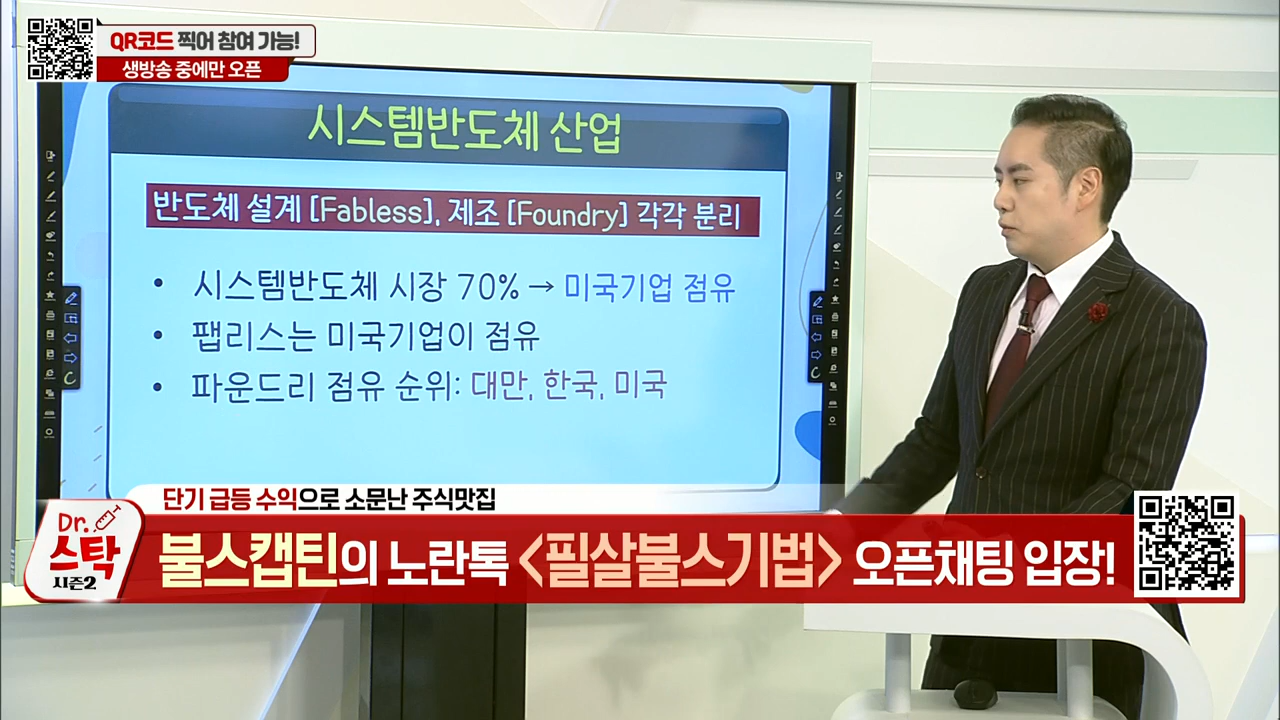 QR코드 찍어 참여 가능!
생방송 중에만 오픈
시스템반도체 산업
반도체 설계 [Fabless], 제조 [Foundry] 각각 분리
• 시스템반도체 시장 70% → 미국기업 점유
• 팹리스는 미국기업이 점유
• 파운드리 점유 순위: 대만, 한국, 미국
단기 급등 수익으로 소문난 주식맛집
Dr.
스탁
시즌2
불스캡틴의 노란톡 <필살불스기법> 오픈채팅 입장!